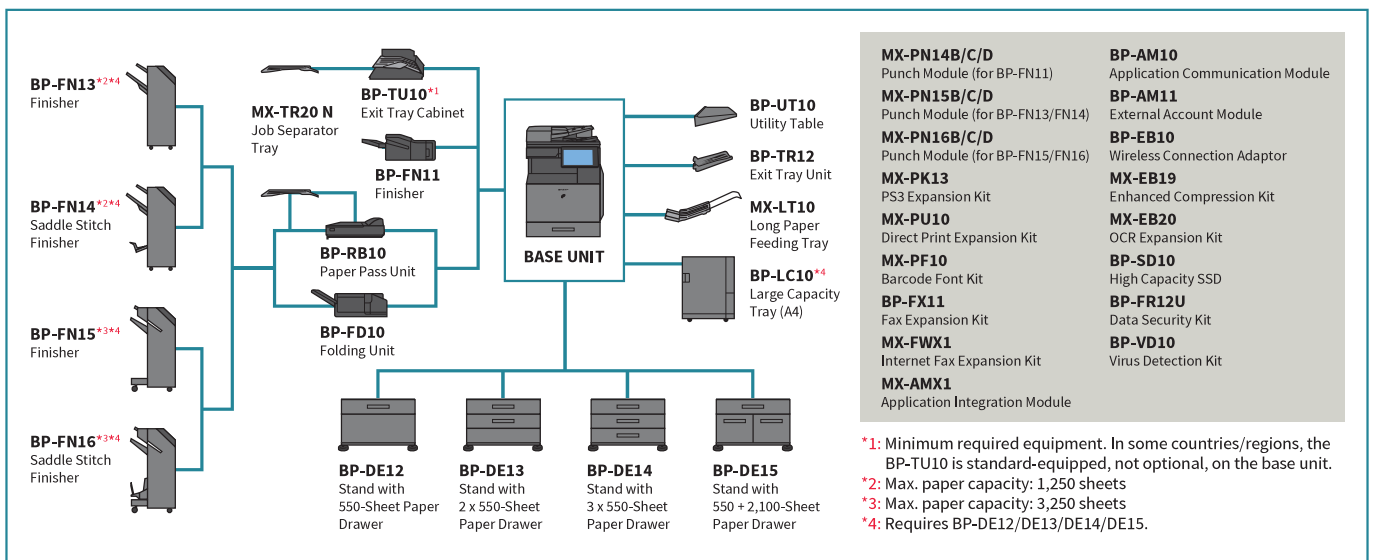 BP-FN13*2*4
Finisher
BP-FN14*2*4
Saddle Stitch
Finisher
BP-FN15*3*4
Finisher
BP-FN16*3*4
Saddle Stitch
Finisher
MX-TR20 N
Job Separator
Tray
BP-TU10*1
Exit Tray Cabinet
BP-FN11
Finisher
BP-RB10
Paper Pass Unit
BP-FD10
Folding Unit
BASE UNIT
BP-UT10
Utility Table
BP-TR12
Exit Tray Unit
MX-LT10
Long Paper
Feeding Tray
BP-LC10*4
Large Capacity
Tray (A4)
BP-DE12
Stand with
550-Sheet Paper
Drawer
BP-DE13
Stand with
2 x 550-Sheet
Paper Drawer
BP-DE14
Stand with
3 x 550-Sheet
Paper Drawer
BP-DE15
Stand with
550 + 2,100-Sheet
Paper Drawer
MX-PN14B/C/D
Punch Module (for BP-FN11)
MX-PN15B/C/D
Punch Module (for BP-FN13/FN14)
MX-PN16B/C/D
Punch Module (for BP-FN15/FN16)
MX-PK13
PS3 Expansion Kit
MX-PU10
Direct Print Expansion Kit
MX-PF10
Barcode Font Kit
BP-FX11
Fax Expansion Kit
MX-FWX1
Internet Fax Expansion Kit
MX-AMX1
Application Integration Module
BP-AM10
Application Communication Module
BP-AM11
External Account Module
BP-EB10
Wireless Connection Adaptor
MX-EB19
Enhanced Compression Kit
MX-EB20
OCR Expansion Kit
BP-SD10
High Capacity SSD
BP-FR12U
Data Security Kit
BP-VD10
Virus Detection Kit
*1: Minimum required equipment. In some countries/regions, the
BP-TU10 is standard-equipped, not optional, on the base unit.
*2: Max. paper capacity: 1,250 sheets
*3: Max. paper capacity: 3,250 sheets
*4: Requires BP-DE12/DE13/DE14/DE15.